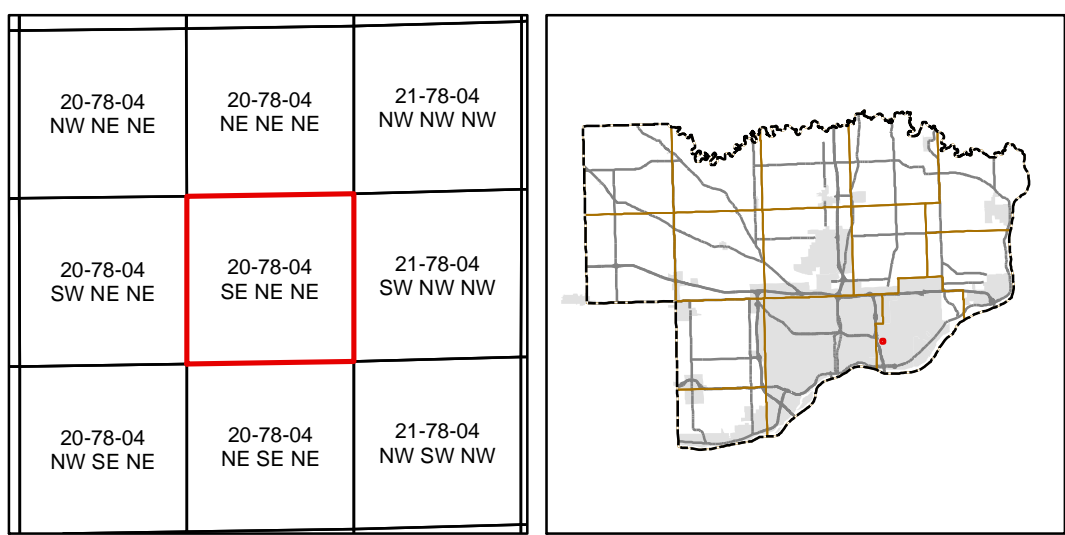 20-78-04
NW NE NE
20-78-04
NE NE NE
21-78-04
NW NW NW
20-78-04
SW NE NE
20-78-04
SE NE NE
21-78-04
SW NW NW
20-78-04
NW SE NE
20-78-04
NE SE NE
21-78-04
NW SW NW